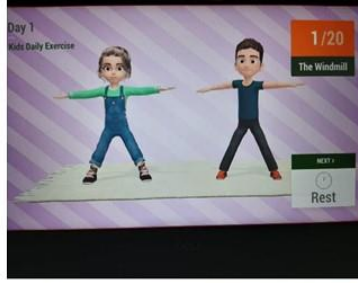 Day 1
Kids Daily Exercise
1/20
The Windmill
NEXT >
Rest